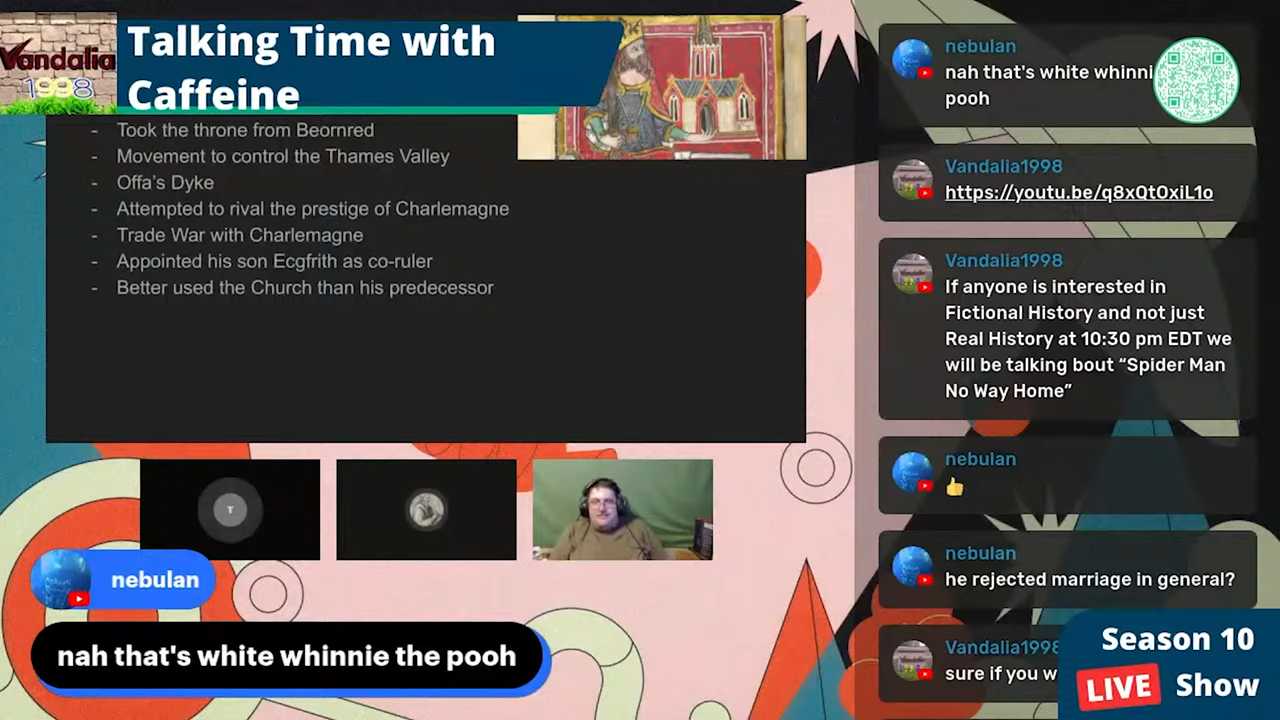 Vandalia
1998
Talking Time with
Caffeine
- Took the throne from Beornred
- Movement to control the Thames Valley
- Offa's Dyke
- Attempted to rival the prestige of Charlemagne
- Trade War with Charlemagne
- Appointed his son Ecgfrith as co-ruler
- Better used the Church than his predecessor
T
nebulan
nah that's white whinnie the pooh
nebulan
nah that's white whinni
pooh
Vandalia1998
https://youtu.be/q8xQtOxiL1o
Vandalia1998
If anyone is interested in
Fictional History and not just
Real History at 10:30 pm EDT we
will be talking bout “Spider Man
No Way Home”
nebulan
👍
nebulan
he rejected marriage in general?
Vandalia1998
sure if you w
Season 10
LIVE Show